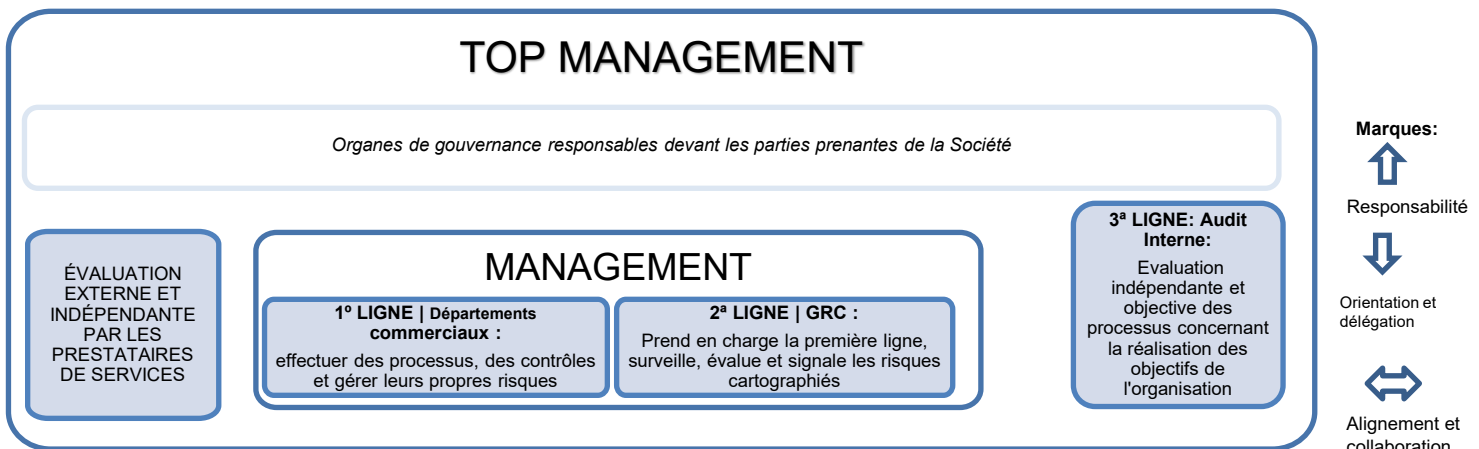 TOP MANAGEMENT
Organes de gouvernance responsables devant les parties prenantes de la Société
ÉVALUATION
EXTERNE ET
INDÉPENDANTE
PAR LES
PRESTATAIRES
DE SERVICES
MANAGEMENT
1º LIGNE | Départements
commerciaux :
effectuer des processus, des contrôles
et gérer leurs propres risques
2ª LIGNE | GRC :
Prend en charge la première ligne,
surveille, évalue et signale les risques
cartographiés
3ª LIGNE: Audit
Interne:
Evaluation
indépendante et
objective des
processus concernant
la réalisation des
objectifs de
l'organisation
Marques:
Responsabilité
Orientation et
délégation
Alignement et
collaboration